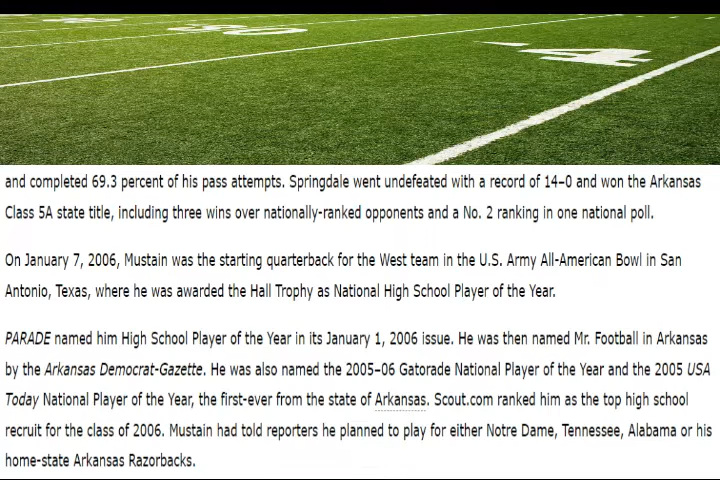 30
4
and completed 69.3 percent of his pass attempts. Springdale went undefeated with a record of 14–0 and won the Arkansas
Class 5A state title, including three wins over nationally-ranked opponents and a No. 2 ranking in one national poll.
On January 7, 2006, Mustain was the starting quarterback for the West team in the U.S. Army All-American Bowl in San
Antonio, Texas, where he was awarded the Hall Trophy as National High School Player of the Year.
PARADE named him High School Player of the Year in its January 1, 2006 issue. He was then named Mr. Football in Arkansas
by the Arkansas Democrat-Gazette. He was also named the 2005–06 Gatorade National Player of the Year and the 2005 USA
Today National Player of the Year, the first-ever from the state of Arkansas. Scout.com ranked him as the top high school
recruit for the class of 2006. Mustain had told reporters he planned to play for either Notre Dame, Tennessee, Alabama or his
home-state Arkansas Razorbacks.